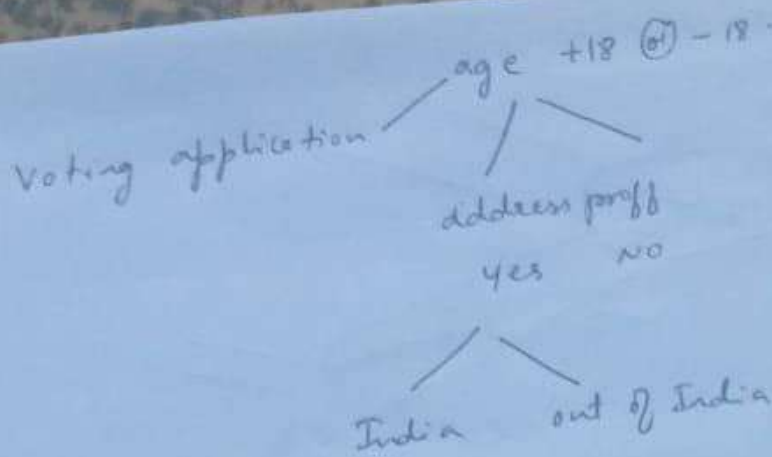 age +18 or -18
Voting application
address proff
yes NO
India out of India